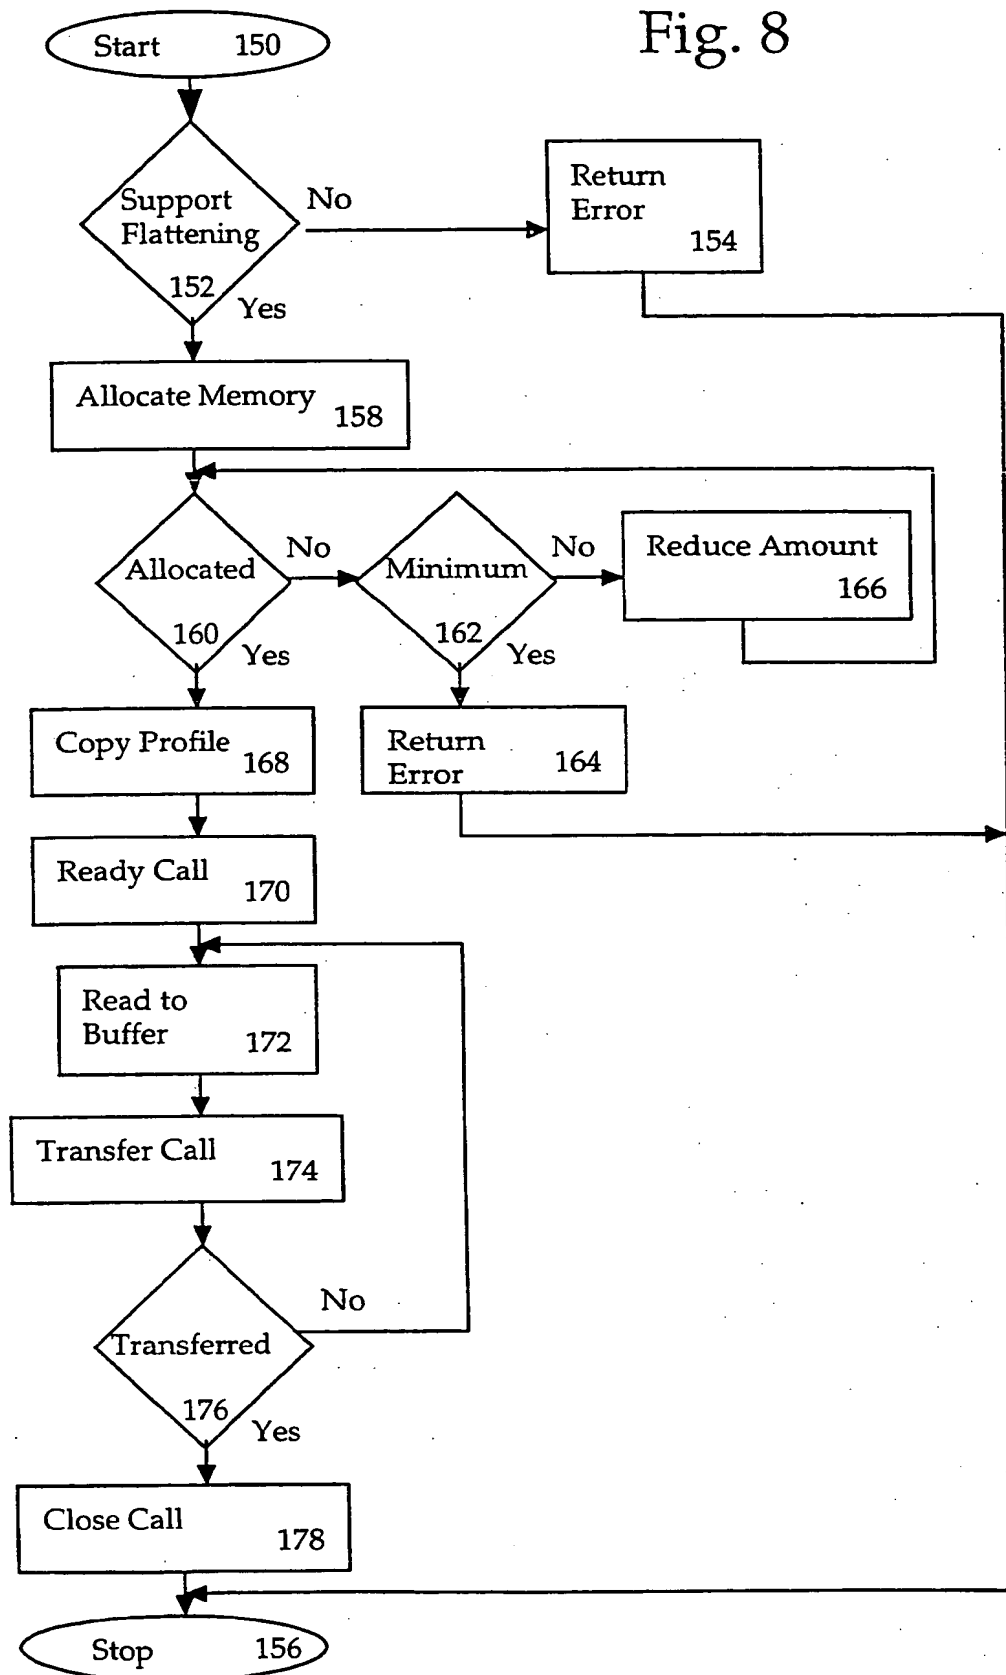 Fig. 8
Start 150
Support
Flattening
152
No
Yes
Return
Error
154
Allocate Memory
158
Allocated
160
No
Yes
Minimum
162
No
Yes
Reduce Amount
166
Copy Profile
168
Return
Error
164
Ready Call
170
Read to
Buffer
172
Transfer Call
174
Transferred
176
No
Yes
Close Call
178
Stop 156